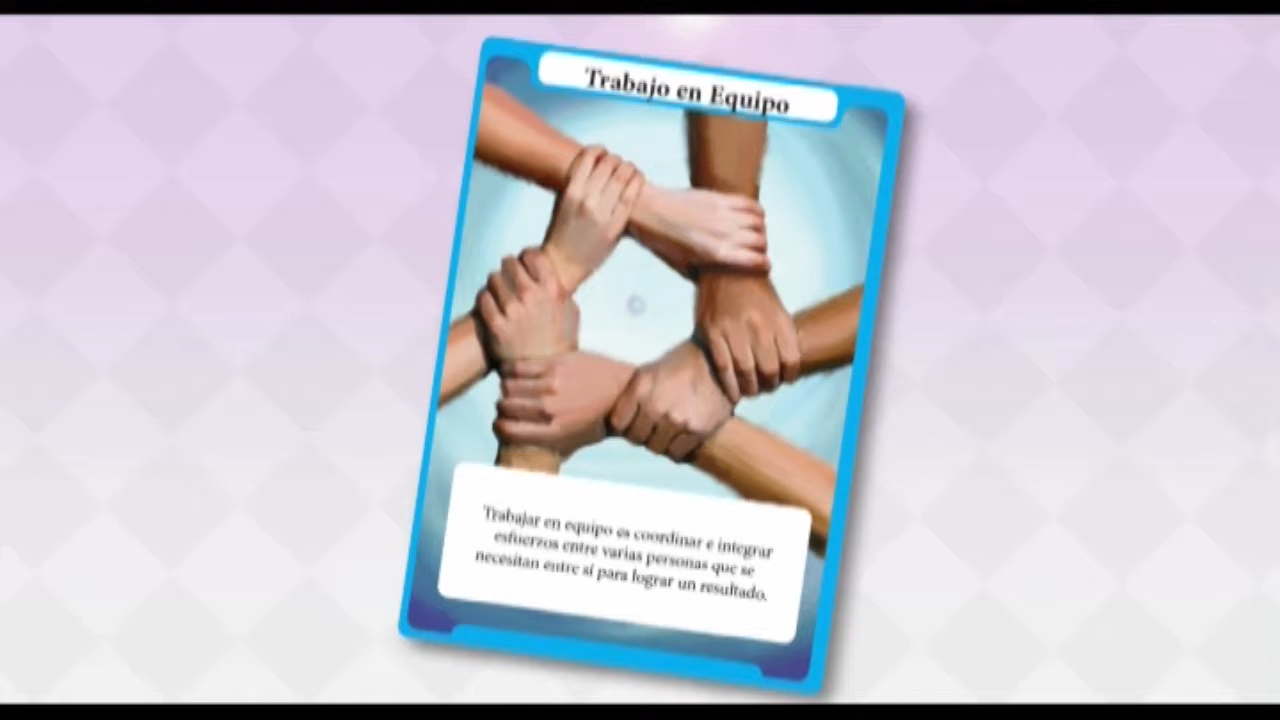 Trabajo en Equipo
Trabajar en equipo es coordinar e integrar
esfuerzos entre varias personas que se
necesitan entre sí para lograr un resultado.